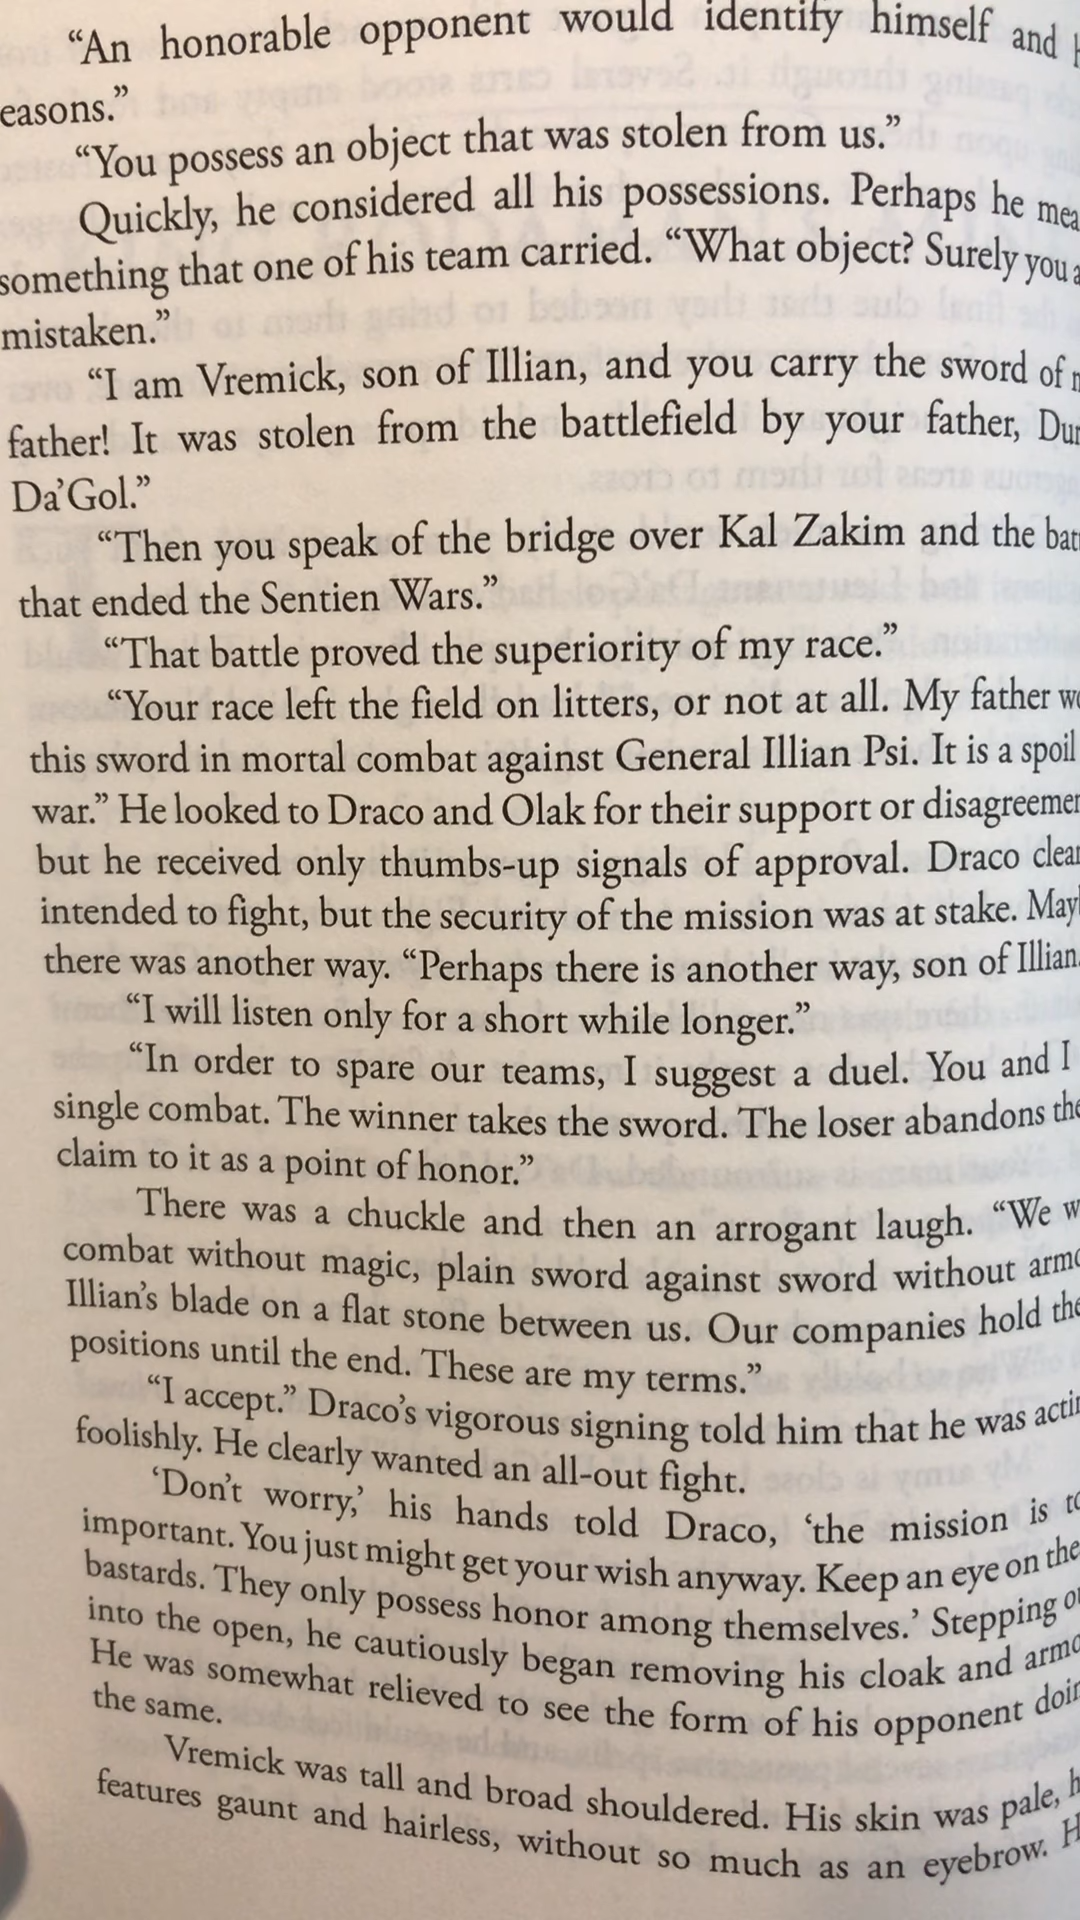 “An honorable opponent would identify himself and
easons.”
“You possess an object that was stolen from us.”
Quickly, he considered all his possessions. Perhaps he mea
something that one of his team carried. “What object? Surely you a
mistaken.”
“I am Vremick, son of Illian, and you carry the sword of
father! It was stolen from the battlefield by your father, Dur
Da’Gol.”
“Then you speak of the bridge over Kal Zakim and the bat
that ended the Sentien Wars.”
“That battle proved the superiority of my race.”
“Your race left the field on litters, or not at all. My father wo
this sword in mortal combat against General Illian Psi. It is a spoil
war.” He looked to Draco and Olak for their support or disagreemen
but he received only thumbs-up signals of approval. Draco clear
intended to fight, but the security of the mission was at stake. Mayb
there was another way. “Perhaps there is another way, son of Illian.
“I will listen only for a short while longer.”
“In order to spare our teams, I suggest a duel. You and I
single combat. The winner takes the sword. The loser abandons the
claim to it as a point of honor.”
There was a chuckle and then an arrogant laugh. “We w
combat without magic, plain sword against sword without armo
Illian’s blade on a flat stone between us. Our companies hold the
positions until the end. These are my terms.”
“I accept.” Draco’s vigorous signing told him that he was actin
foolishly. He clearly wanted an all-out fight.
‘Don’t worry,’ his hands told Draco, ‘the mission is to
important. You just might get your wish anyway. Keep an eye on the
bastards. They only possess honor among themselves.’ Stepping ou
into the open, he cautiously began removing his cloak and armo
He was somewhat relieved to see the form of his opponent doin
the same.
Vremick was tall and broad shouldered. His skin was pale, h
features gaunt and hairless, without so much as an eyebrow. H